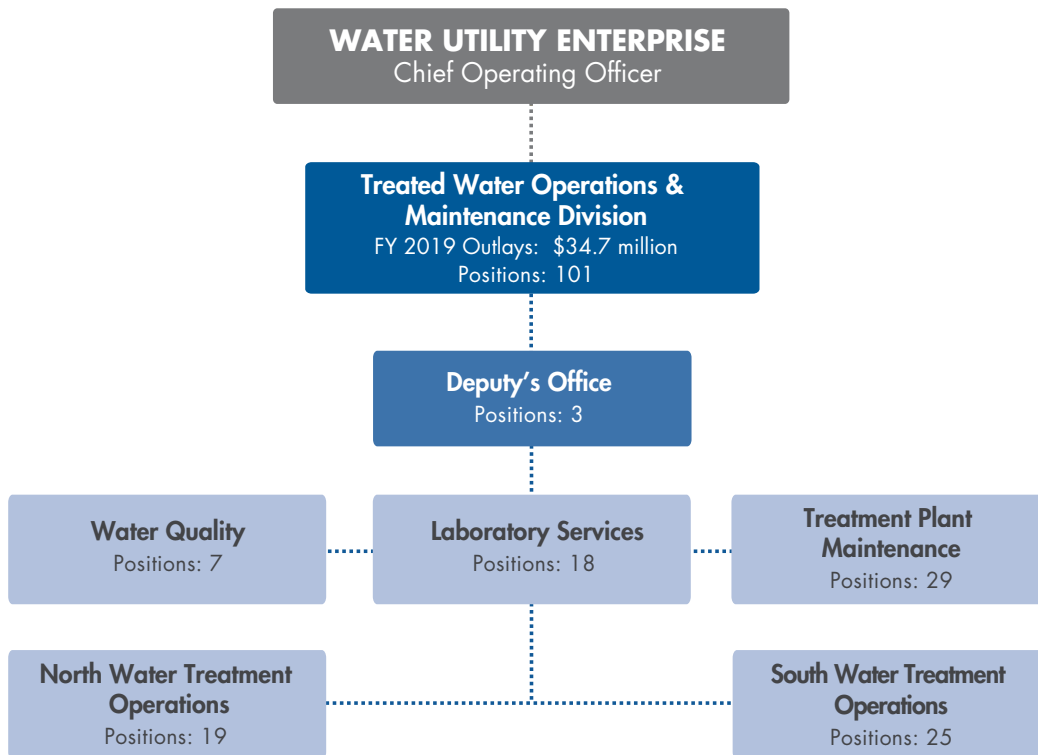 WATER UTILITY ENTERPRISE
Chief Operating Officer
Treated Water Operations &
Maintenance Division
FY 2019 Outlays:  $34.7 million
Positions: 101
Deputy’s Office
Positions: 3
Water Quality
Positions: 7
Laboratory Services
Positions: 18
Treatment Plant
Maintenance
Positions: 29
North Water Treatment
Operations
Positions: 19
South Water Treatment
Operations
Positions: 25